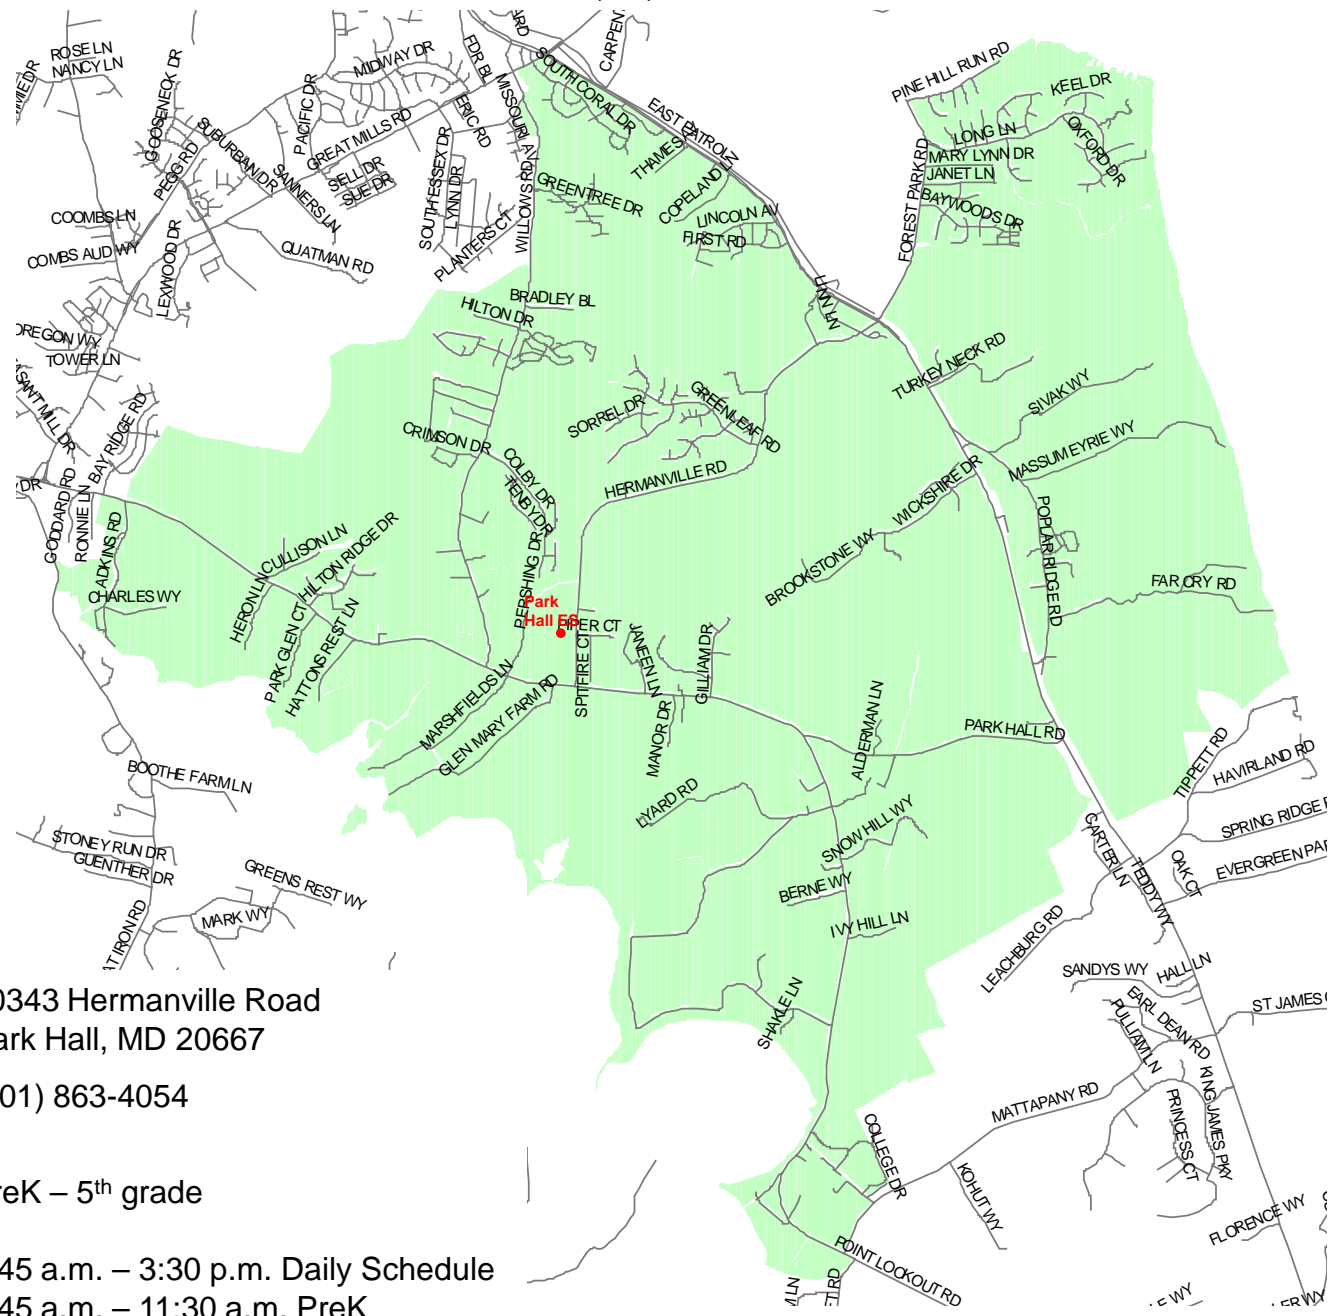 ROSE LN
NANCY LN
GOOSENECK DR
PEGG RD
SUBURBAN DR
SANNERS LN
PACIFIC DR
MIDWAY DR
GREAT MILLS RD
SELL DR
SUE DR
FDR BL
ERIC RD
MISSOURI AV
SOUTH ESSEX DR
LYNN DR
PLANTERS CT
WILLOWS RD
SOUTH CORAL DR
THAMES
COPELAND
LINCOLN AV
FIRST RD
GREENTREE DR
PINE HILL RUN RD
KEEL DR
LONG LN
OXFORD DR
MARY LYNN DR
JANET LN
BAYWOODS DR
FOREST PARK RD
COOMBS LN
COMBS AUD WY
LEXWOOD DR
QUATMAN RD
OREGON WY
TOWER LN
BRADLEY BL
HILTON DR
LINN LN
TURKEY NECK RD
SIVAK WY
MASSUM EYRIE WY
BAY RIDGE RD
SORREL DR
GREENLEAF RD
CRIMSON DR
COLBY DR
TENBY DR
HERMANVILLE RD
WICKSHIRE DR
BROOKSTONE WY
POPLAR RIDGE RD
FAR CRY RD
DR
GODDARD RD
RONNIE LN
ADKINS RD
CHARLES WY
CULLISON LN
HILTON RIDGE DR
HERON LN
PARK GLEN CT
HATTONS REST LN
PERSHING DR
Park
Hall ES
SPITFIRE CT
JANEEN LN
GILLIAM DR
MARSHFIELDS LN
GLEN MARY FARM RD
MANOR DR
ALDERMAN LN
PARK HALL RD
TIPPETT RD
HAVIRLAND RD
SPRING RIDGE
EVERGREEN PAR
OAK CT
CARTER LN
TEDDY WY
LEACHBURG RD
BOOTHE FARM LN
STONEY RUN DR
GUENTHER DR
GREENS REST WY
MARK WY
LYARD RD
SNOW HILL WY
BERNE WY
IVY HILL LN
SHAKLE LN
SANDYS WY
HALL LN
ST JAMES
EARL DEAN RD
PULLIAM LN
KING JAMES PKY
PRINCESS CT
MATTAPANY RD
COLLEGE DR
KOHUT WY
FLORENCE WY
POINT LOOKOUT RD
0343 Hermanville Road
ark Hall, MD 20667
01) 863-4054
reK – 5th grade
45 a.m. – 3:30 p.m. Daily Schedule
45 a.m. – 11:30 a.m. PreK